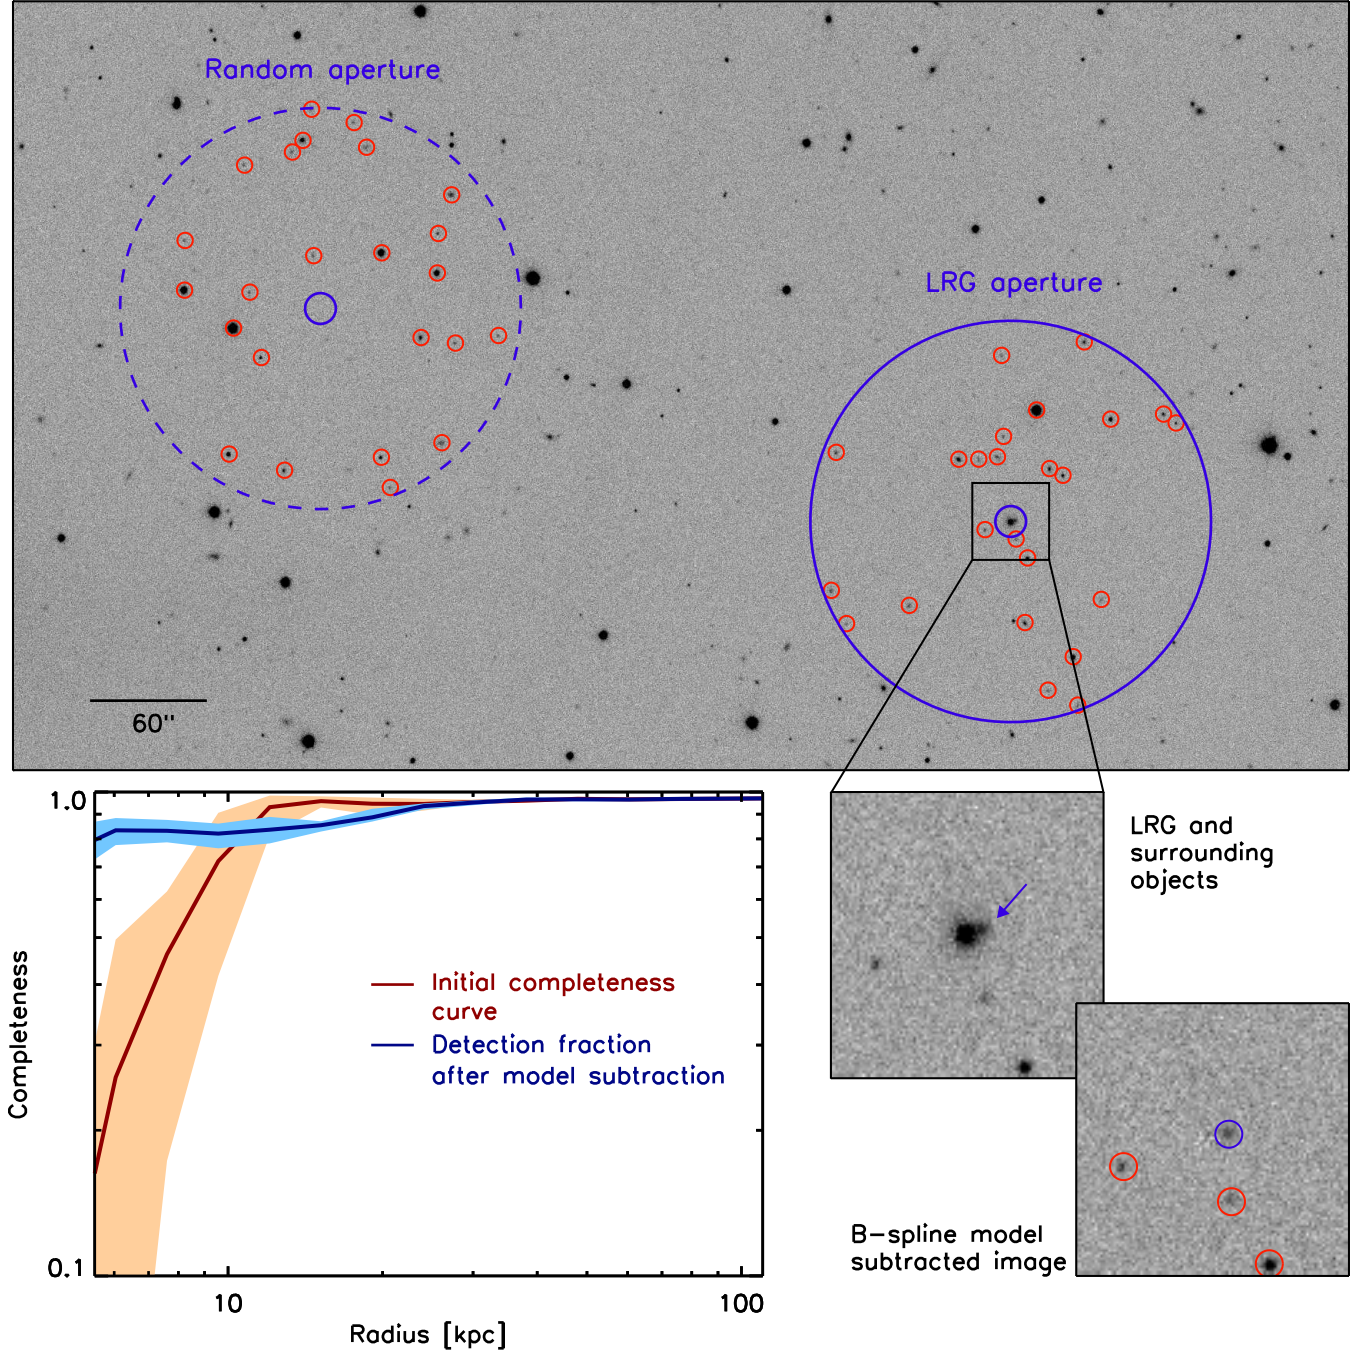 Random aperture
LRG aperture
60"
LRG and
surrounding
objects
1.0
Completeness
Initial completeness
curve
Detection fraction
after model subtraction
0.1
10
100
Radius [kpc]
B-spline model
subtracted image